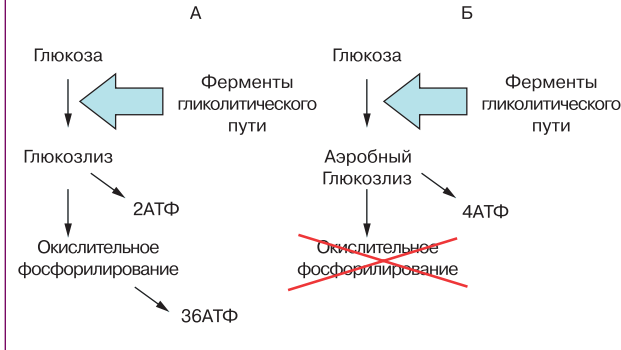 А
Глюкоза
Ферменты
гликолитического
пути
Глюкозлиз
2АТФ
Окислительное
фосфорилирование
36АТФ
Б
Глюкоза
Ферменты
гликолитического
пути
Аэробный
Глюкозлиз
4АТФ
Окислительное
фосфорилирование